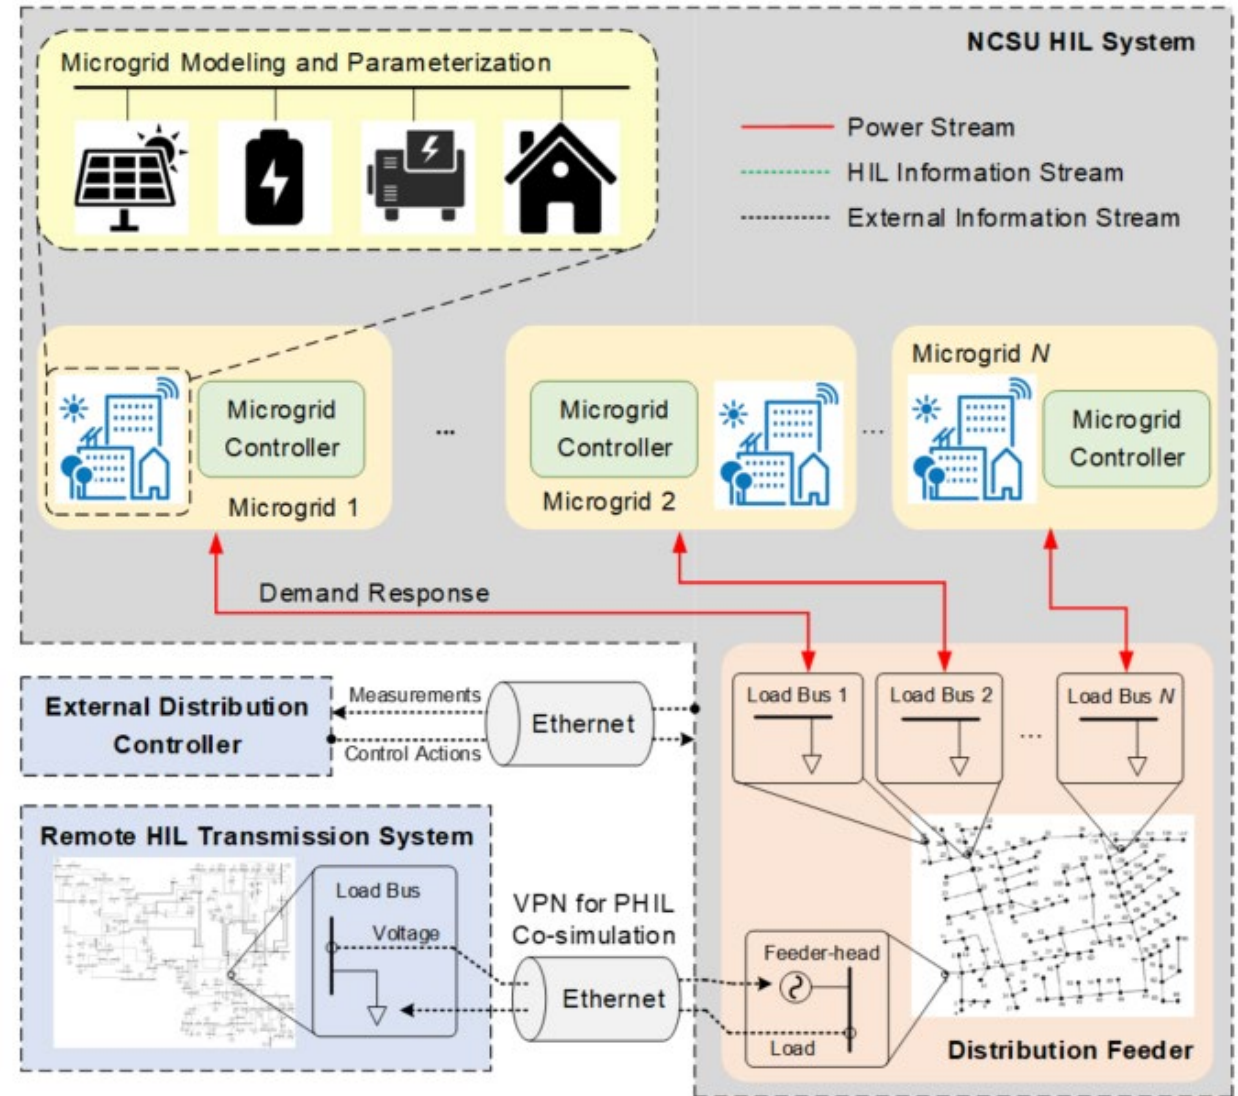 NCSU HIL System
Microgrid Modeling and Parameterization
Power Stream
HIL Information Stream
External Information Stream
Microgrid
Controller
Microgrid 1
...
Microgrid
Controller
Microgrid 2
...
Microgrid N
Microgrid
Controller
Demand Response
External Distribution
Controller
Measurements
Control Actions
Ethernet
Load Bus 1
Load Bus 2
...
Load Bus N
Remote HIL Transmission System
Load Bus
Voltage
VPN for PHIL
Co-simulation
Ethernet
Feeder-head
Load
Distribution Feeder